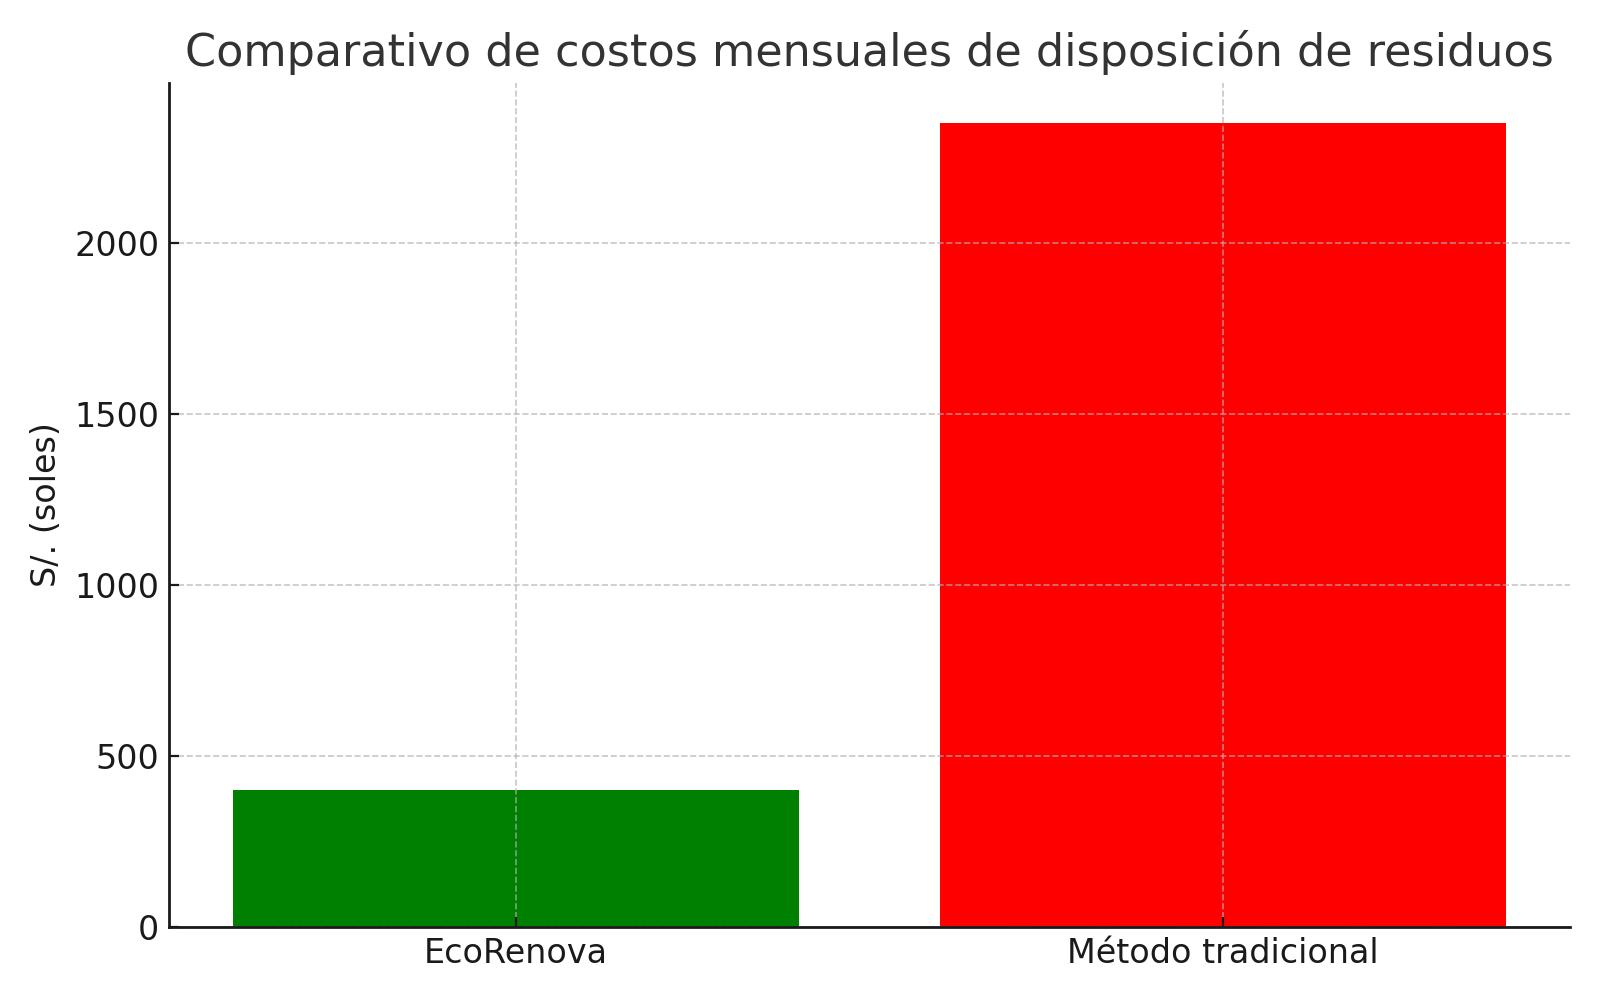 Comparativo de costos mensuales de disposición de residuos
S/. (soles)
2000
1500
1000
500
0
EcoRenova
Método tradicional